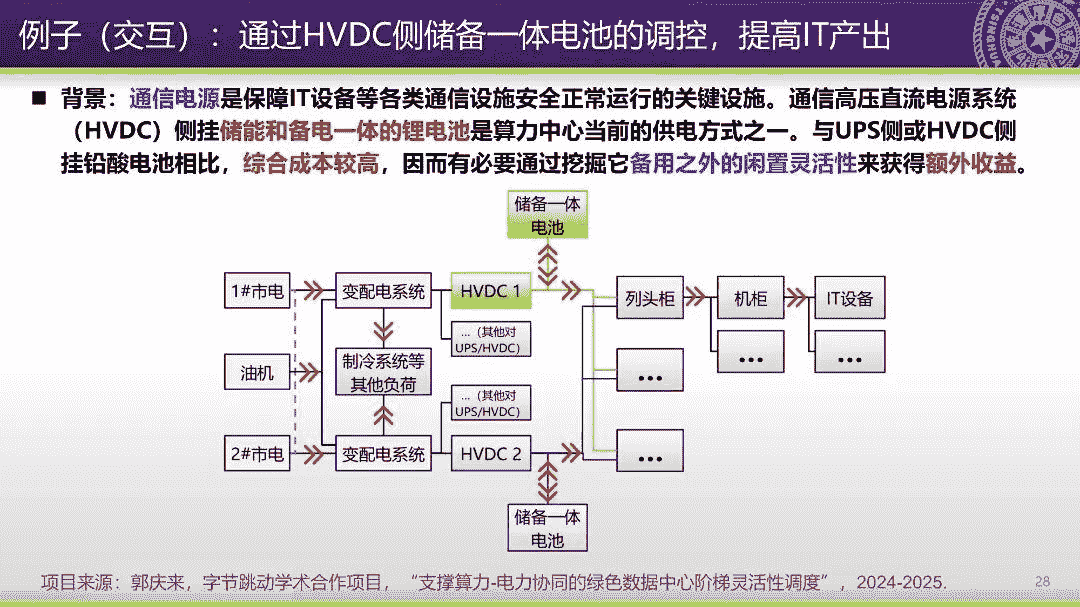 例子（交互）：通过HVDC侧储备一体电池的调控，提高IT产出
TSINGHUA
■ 背景：通信电源是保障IT设备等各类通信设施安全正常运行的关键设施。通信高压直流电源系统
（HVDC）侧挂储能和备电一体的锂电池是算力中心当前的供电方式之一。与UPS侧或HVDC侧
挂铅酸电池相比，综合成本较高，因而有必要通过挖掘它备用之外的闲置灵活性来获得额外收益。
储备一体
电池
1#市电
变配电系统
HVDC 1
列头柜
机柜
IT设备
...（其他对
UPS/HVDC）
...
...
油机
制冷系统等
其他负荷
...
...（其他对
UPS/HVDC）
2#市电
变配电系统
HVDC 2
...
储备一体
电池
项目来源：郭庆来，字节跳动学术合作项目，“支撑算力-电力协同的绿色数据中心阶梯灵活性调度”，2024-2025.
28